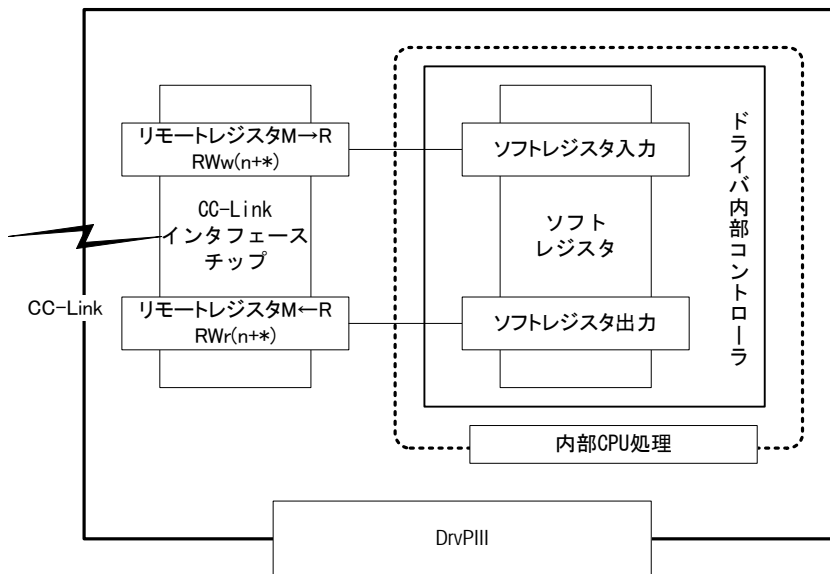 リモートレジスタM→R
RWw(n+*)
CC-Link
インタフェース
チップ
リモートレジスタM←R
RWr(n+*)
CC-Link
ソフトレジスタ入力
ソフト
レジスタ
ソフトレジスタ出力
ドライバ内部コントローラ
内部CPU処理
DrvPIII